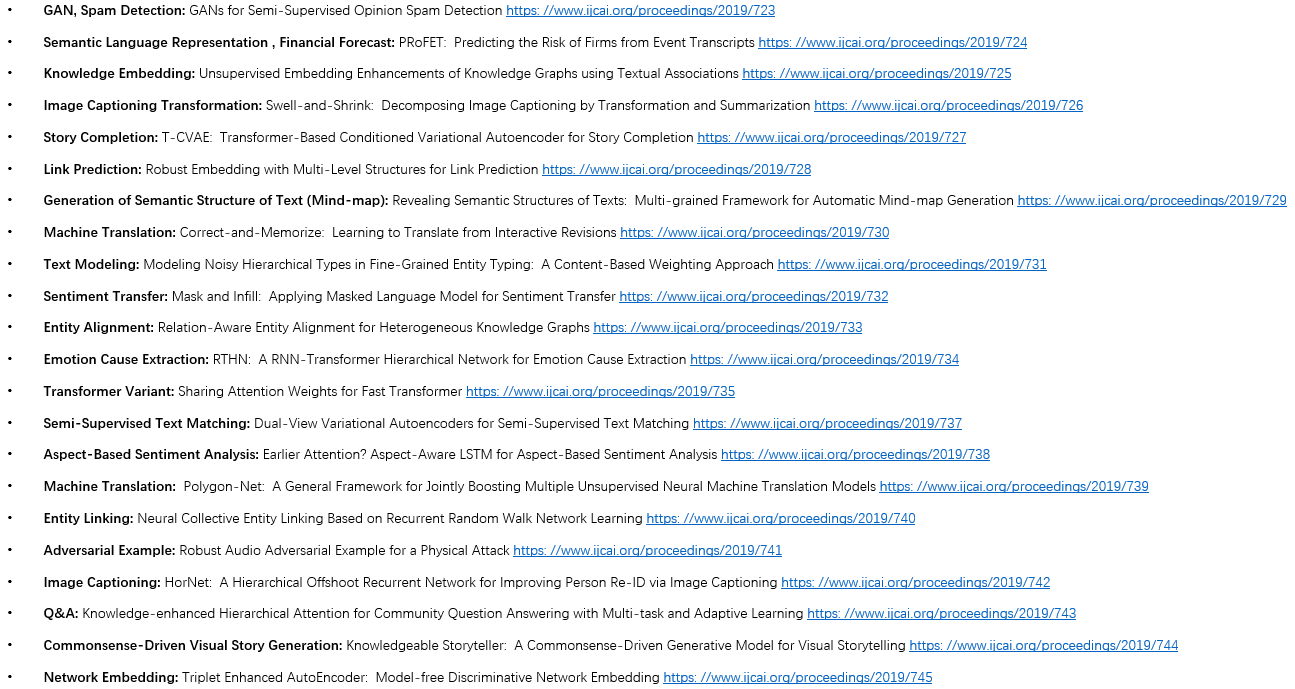 • GAN, Spam Detection: GANs for Semi-Supervised Opinion Spam Detection https: //www.ijcai.org/proceedings/2019/723
• Semantic Language Representation , Financial Forecast: PRoFET:  Predicting the Risk of Firms from Event Transcripts https: //www.ijcai.org/proceedings/2019/724
• Knowledge Embedding: Unsupervised Embedding Enhancements of Knowledge Graphs using Textual Associations https: //www.ijcai.org/proceedings/2019/725
• Image Captioning Transformation: Swell-and-Shrink:  Decomposing Image Captioning by Transformation and Summarization https: //www.ijcai.org/proceedings/2019/726
• Story Completion: T-CVAE:  Transformer-Based Conditioned Variational Autoencoder for Story Completion https: //www.ijcai.org/proceedings/2019/727
• Link Prediction: Robust Embedding with Multi-Level Structures for Link Prediction https: //www.ijcai.org/proceedings/2019/728
• Generation of Semantic Structure of Text (Mind-map): Revealing Semantic Structures of Texts:  Multi-grained Framework for Automatic Mind-map Generation https: //www.ijcai.org/proceedings/2019/729
• Machine Translation: Correct-and-Memorize:  Learning to Translate from Interactive Revisions https: //www.ijcai.org/proceedings/2019/730
• Text Modeling: Modeling Noisy Hierarchical Types in Fine-Grained Entity Typing:  A Content-Based Weighting Approach https: //www.ijcai.org/proceedings/2019/731
• Sentiment Transfer: Mask and Infill:  Applying Masked Language Model for Sentiment Transfer https: //www.ijcai.org/proceedings/2019/732
• Entity Alignment: Relation-Aware Entity Alignment for Heterogeneous Knowledge Graphs https: //www.ijcai.org/proceedings/2019/733
• Emotion Cause Extraction: RTHN:  A RNN-Transformer Hierarchical Network for Emotion Cause Extraction https: //www.ijcai.org/proceedings/2019/734
• Transformer Variant: Sharing Attention Weights for Fast Transformer https: //www.ijcai.org/proceedings/2019/735
• Semi-Supervised Text Matching: Dual-View Variational Autoencoders for Semi-Supervised Text Matching https: //www.ijcai.org/proceedings/2019/737
• Aspect-Based Sentiment Analysis: Earlier Attention? Aspect-Aware LSTM for Aspect-Based Sentiment Analysis https: //www.ijcai.org/proceedings/2019/738
• Machine Translation:  Polygon-Net:  A General Framework for Jointly Boosting Multiple Unsupervised Neural Machine Translation Models https: //www.ijcai.org/proceedings/2019/739
• Entity Linking: Neural Collective Entity Linking Based on Recurrent Random Walk Network Learning https: //www.ijcai.org/proceedings/2019/740
• Adversarial Example: Robust Audio Adversarial Example for a Physical Attack https: //www.ijcai.org/proceedings/2019/741
• Image Captioning: HorNet:  A Hierarchical Offshoot Recurrent Network for Improving Person Re-ID via Image Captioning https: //www.ijcai.org/proceedings/2019/742
• Q&A: Knowledge-enhanced Hierarchical Attention for Community Question Answering with Multi-task and Adaptive Learning https: //www.ijcai.org/proceedings/2019/743
• Commonsense-Driven Visual Story Generation: Knowledgeable Storyteller:  A Commonsense-Driven Generative Model for Visual Storytelling https: //www.ijcai.org/proceedings/2019/744
• Network Embedding: Triplet Enhanced AutoEncoder:  Model-free Discriminative Network Embedding https: //www.ijcai.org/proceedings/2019/745